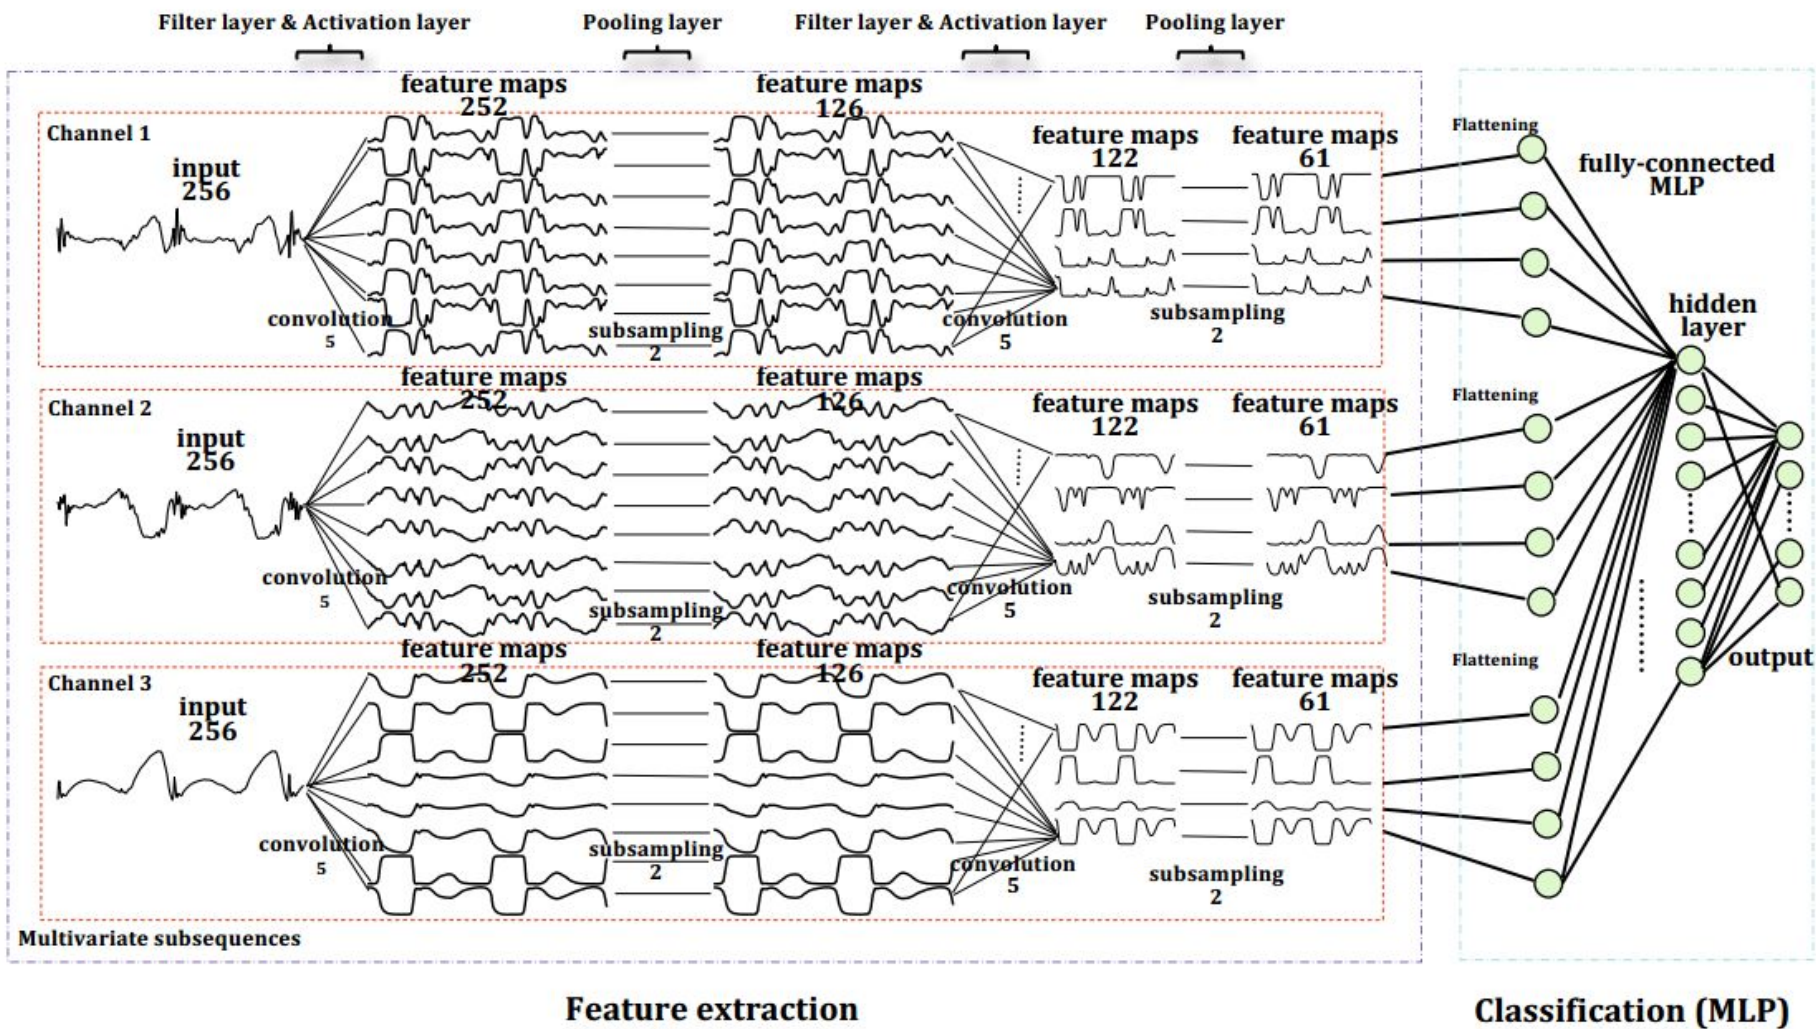 Filter layer & Activation layer
Pooling layer
Filter layer & Activation layer
Pooling layer
Channel 1
input
256
convolution
5
feature maps
252
subsampling
2
feature maps
126
convolution
5
feature maps
122
subsampling
2
feature maps
61
Channel 2
input
256
convolution
5
feature maps
252
subsampling
2
feature maps
126
convolution
5
feature maps
122
subsampling
2
feature maps
61
Channel 3
input
256
convolution
5
feature maps
252
subsampling
2
feature maps
126
convolution
5
feature maps
122
subsampling
2
feature maps
61
Multivariate subsequences
Flattening
fully-connected
MLP
hidden
layer
Flattening
Flattening
output
Feature extraction
Classification (MLP)